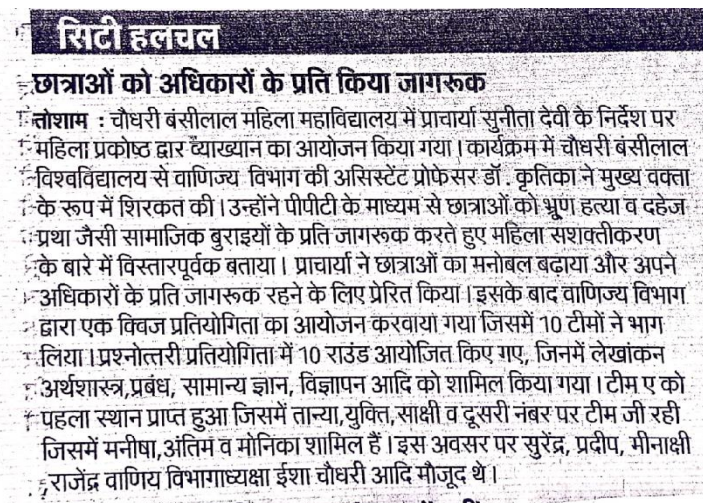 सिटी हलचल
छात्राओं को अधिकारों के प्रति किया जागरूक
तोशाम : चौधरी बंसीलाल महिला महाविद्यालय में प्राचार्या सुनीता देवी के निर्देश पर
महिला प्रकोष्ठ द्वार व्याख्यान का आयोजन किया गया। कार्यक्रम में चौधरी बंसीलाल
विश्वविद्यालय से वाणिज्य विभाग की असिस्टेंट प्रोफेसर डॉ. कृतिका ने मुख्य वक्ता
के रूप में शिरकत की। उन्होंने पीपीटी के माध्यम से छात्राओं को भ्रूण हत्या व दहेज
प्रथा जैसी सामाजिक बुराइयों के प्रति जागरूक करते हुए महिला सशक्तीकरण
के बारे में विस्तारपूर्वक बताया। प्राचार्या ने छात्राओं का मनोबल बढ़ाया और अपने
अधिकारों के प्रति जागरूक रहने के लिए प्रेरित किया। इसके बाद वाणिज्य विभाग
द्वारा एक क्विज प्रतियोगिता का आयोजन करवाया गया जिसमें 10 टीमों ने भाग
लिया। प्रश्नोत्तरी प्रतियोगिता में 10 राउंड आयोजित किए गए, जिनमें लेखांकन
अर्थशास्त्र,प्रबंध, सामान्य ज्ञान, विज्ञापन आदि को शामिल किया गया। टीम ए को
पहला स्थान प्राप्त हुआ जिसमें तान्या,युक्ति,साक्षी व दूसरी नंबर पर टीम जी रही
जिसमें मनीषा,अंतिम व मोनिका शामिल हैं। इस अवसर पर सुरेंद्र, प्रदीप, मीनाक्षी
राजेंद्र वाणिय विभागाध्यक्षा ईशा चौधरी आदि मौजूद थे।